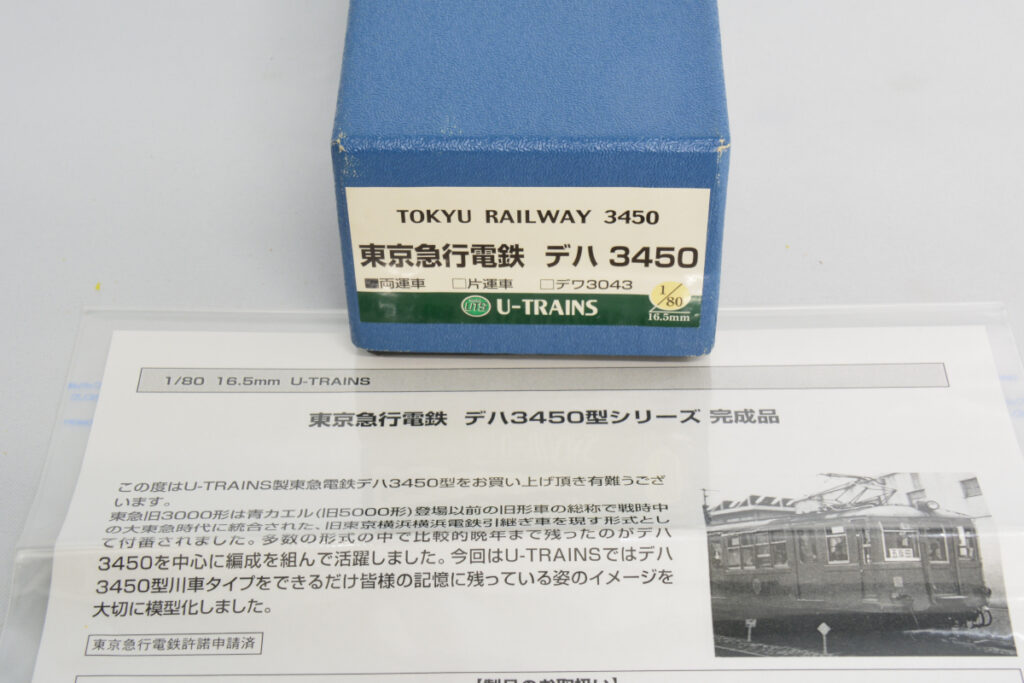 TOKYU RAILWAY 3450
東京急行電鉄 デハ 3450
■両運車 □片運車 □デワ3043
UTS U-TRAINS
1/80
16.5mm
1/80 16.5mm U-TRAINS
東京急行電鉄 デハ3450型シリーズ 完成品
この度はU-TRAINS製東急電鉄デハ3450型をお買い上げ頂き有難うござ
います。
東急旧3000形は青カエル(旧5000形)登場以前の旧形車の総称で戦時中
の大東急時代に統合された、旧東京横浜横浜電鉄引継ぎ車を現す形式とし
て付番されました。多数の形式の中で比較的晩年まで残ったのがデハ
3450を中心に編成を組んで活躍しました。今回はU-TRAINSではデハ
3450型川車タイプをできるだけ皆様の記憶に残っている姿のイメージを
大切に模型化しました。
東京急行電鉄許諾申請済
【製品のお取扱い】